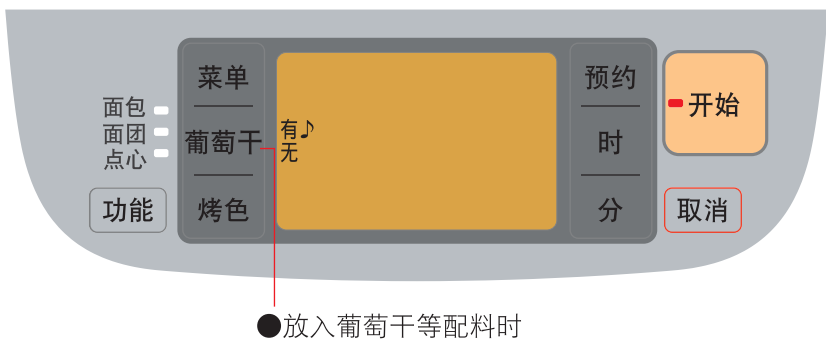 菜单
预约
开始
面包
面团
点心
葡萄干
有♪
无
时
功能
烤色
分
取消
●放入葡萄干等配料时